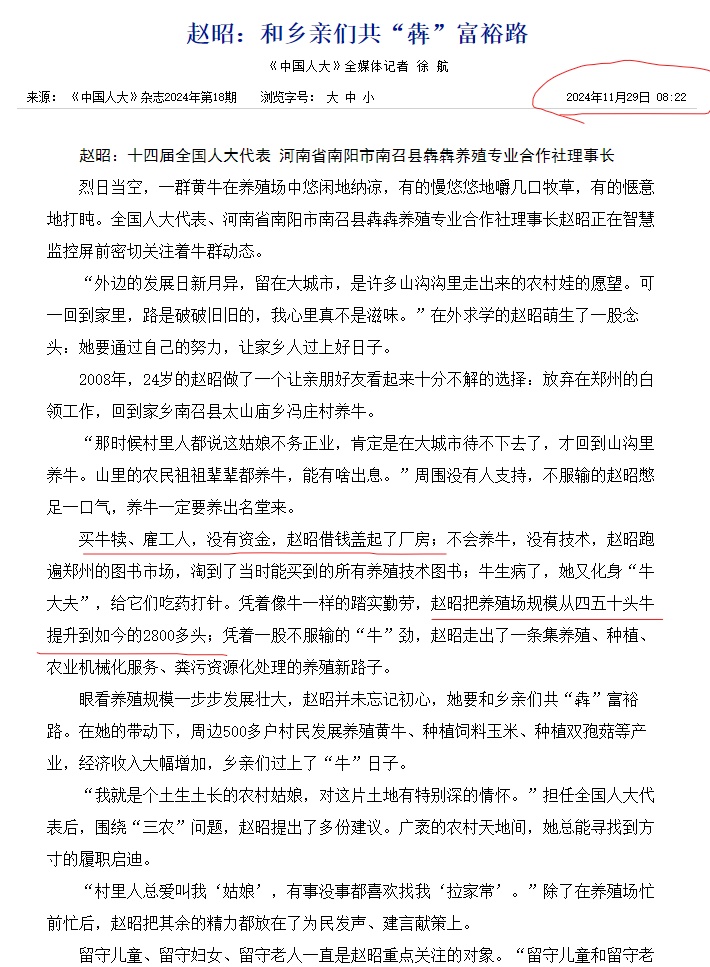 赵昭：和乡亲们共“犇”富裕路
《中国人大》全媒体记者 徐 航
来源： 《中国人大》杂志2024年第18期 浏览字号： 大 中 小 2024年11月29日 08:22
赵昭：十四届全国人大代表 河南省南阳市南召县犇犇养殖专业合作社理事长
烈日当空，一群黄牛在养殖场中悠闲地纳凉，有的慢悠悠地嚼几口牧草，有的惬意
地打盹。全国人大代表、河南省南阳市南召县犇犇养殖专业合作社理事长赵昭正在智慧
监控屏前密切关注着牛群动态。
“外边的发展日新月异，留在大城市，是许多山沟沟里走出来的农村娃的愿望。可
一回到家里，路是破破旧旧的，我心里真不是滋味。”在外求学的赵昭萌生了一股念
头：她要通过自己的努力，让家乡人过上好日子。
2008年，24岁的赵昭做了一个让亲朋好友看起来十分不解的选择：放弃在郑州的白
领工作，回到家乡南召县太山庙乡冯庄村养牛。
“那时候村里人都说这姑娘不务正业，肯定是在大城市待不下去了，才回到山沟里
养牛。山里的农民祖祖辈辈都养牛，能有啥出息。”周围没有人支持，不服输的赵昭憋
足一口气，养牛一定要养出名堂来。
买牛犊、雇工人，没有资金，赵昭借钱盖起了厂房；不会养牛，没有技术，赵昭跑
遍郑州的图书市场，淘到了当时能买到的所有养殖技术图书；牛生病了，她又化身“牛
大夫”，给它们吃药打针。凭着像牛一样的踏实勤劳，赵昭把养殖场规模从四五十头牛
提升到如今的2800多头；凭着一股不服输的“牛”劲，赵昭走出了一条集养殖、种植、
农业机械化服务、粪污资源化处理的养殖新路子。
眼看养殖规模一步步发展壮大，赵昭并未忘记初心，她要和乡亲们共“犇”富裕
路。在她的带动下，周边500多户村民发展养殖黄牛、种植饲料玉米、种植双孢菇等产
业，经济收入大幅增加，乡亲们过上了“牛”日子。
“我就是个土生土长的农村姑娘，对这片土地有特别深的情怀。”担任全国人大代
表后，围绕“三农”问题，赵昭提出了多份建议。广袤的农村天地间，她总能寻找到方
寸的履职启迪。
“村里人总爱叫我‘姑娘’，有事没事都喜欢找我‘拉家常’。”除了在养殖场忙
前忙后，赵昭把其余的精力都放在了为民发声、建言献策上。
留守儿童、留守妇女、留守老人一直是赵昭重点关注的对象。“留守儿童和留守老